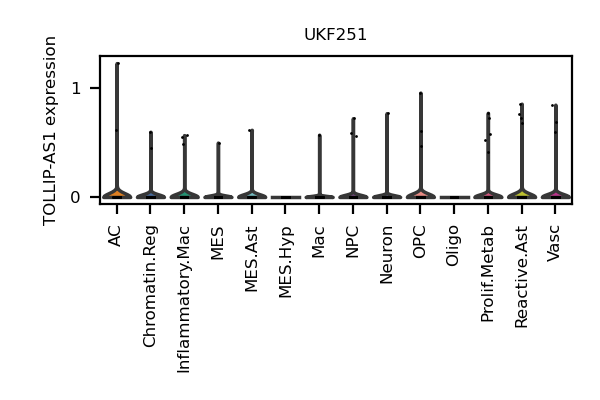 UKF251
TOLLIP-AS1 expression
1
0
AC
Chromatin.Reg
Inflammatory.Mac
MES
MES.Ast
MES.Hyp
Mac
NPC
Neuron
OPC
Oligo
Prolif.Metab
Reactive.Ast
Vasc